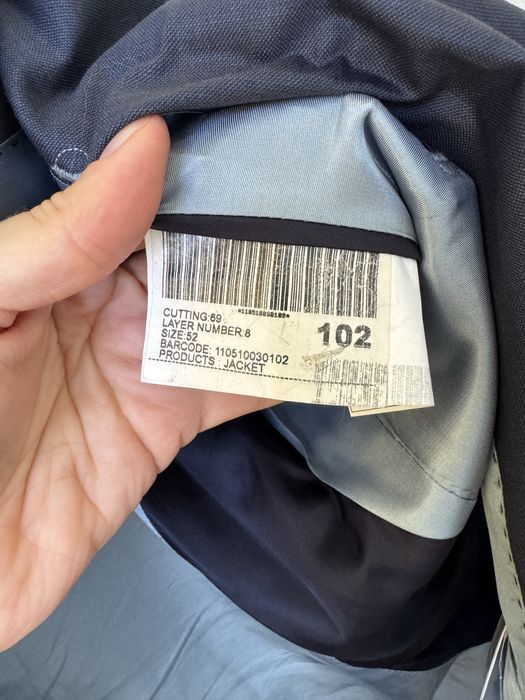 CUTTING:69
LAYER NUMBER:8
SIZE:52
BARCODE: 110510030102
PRODUCTS : JACKET
102